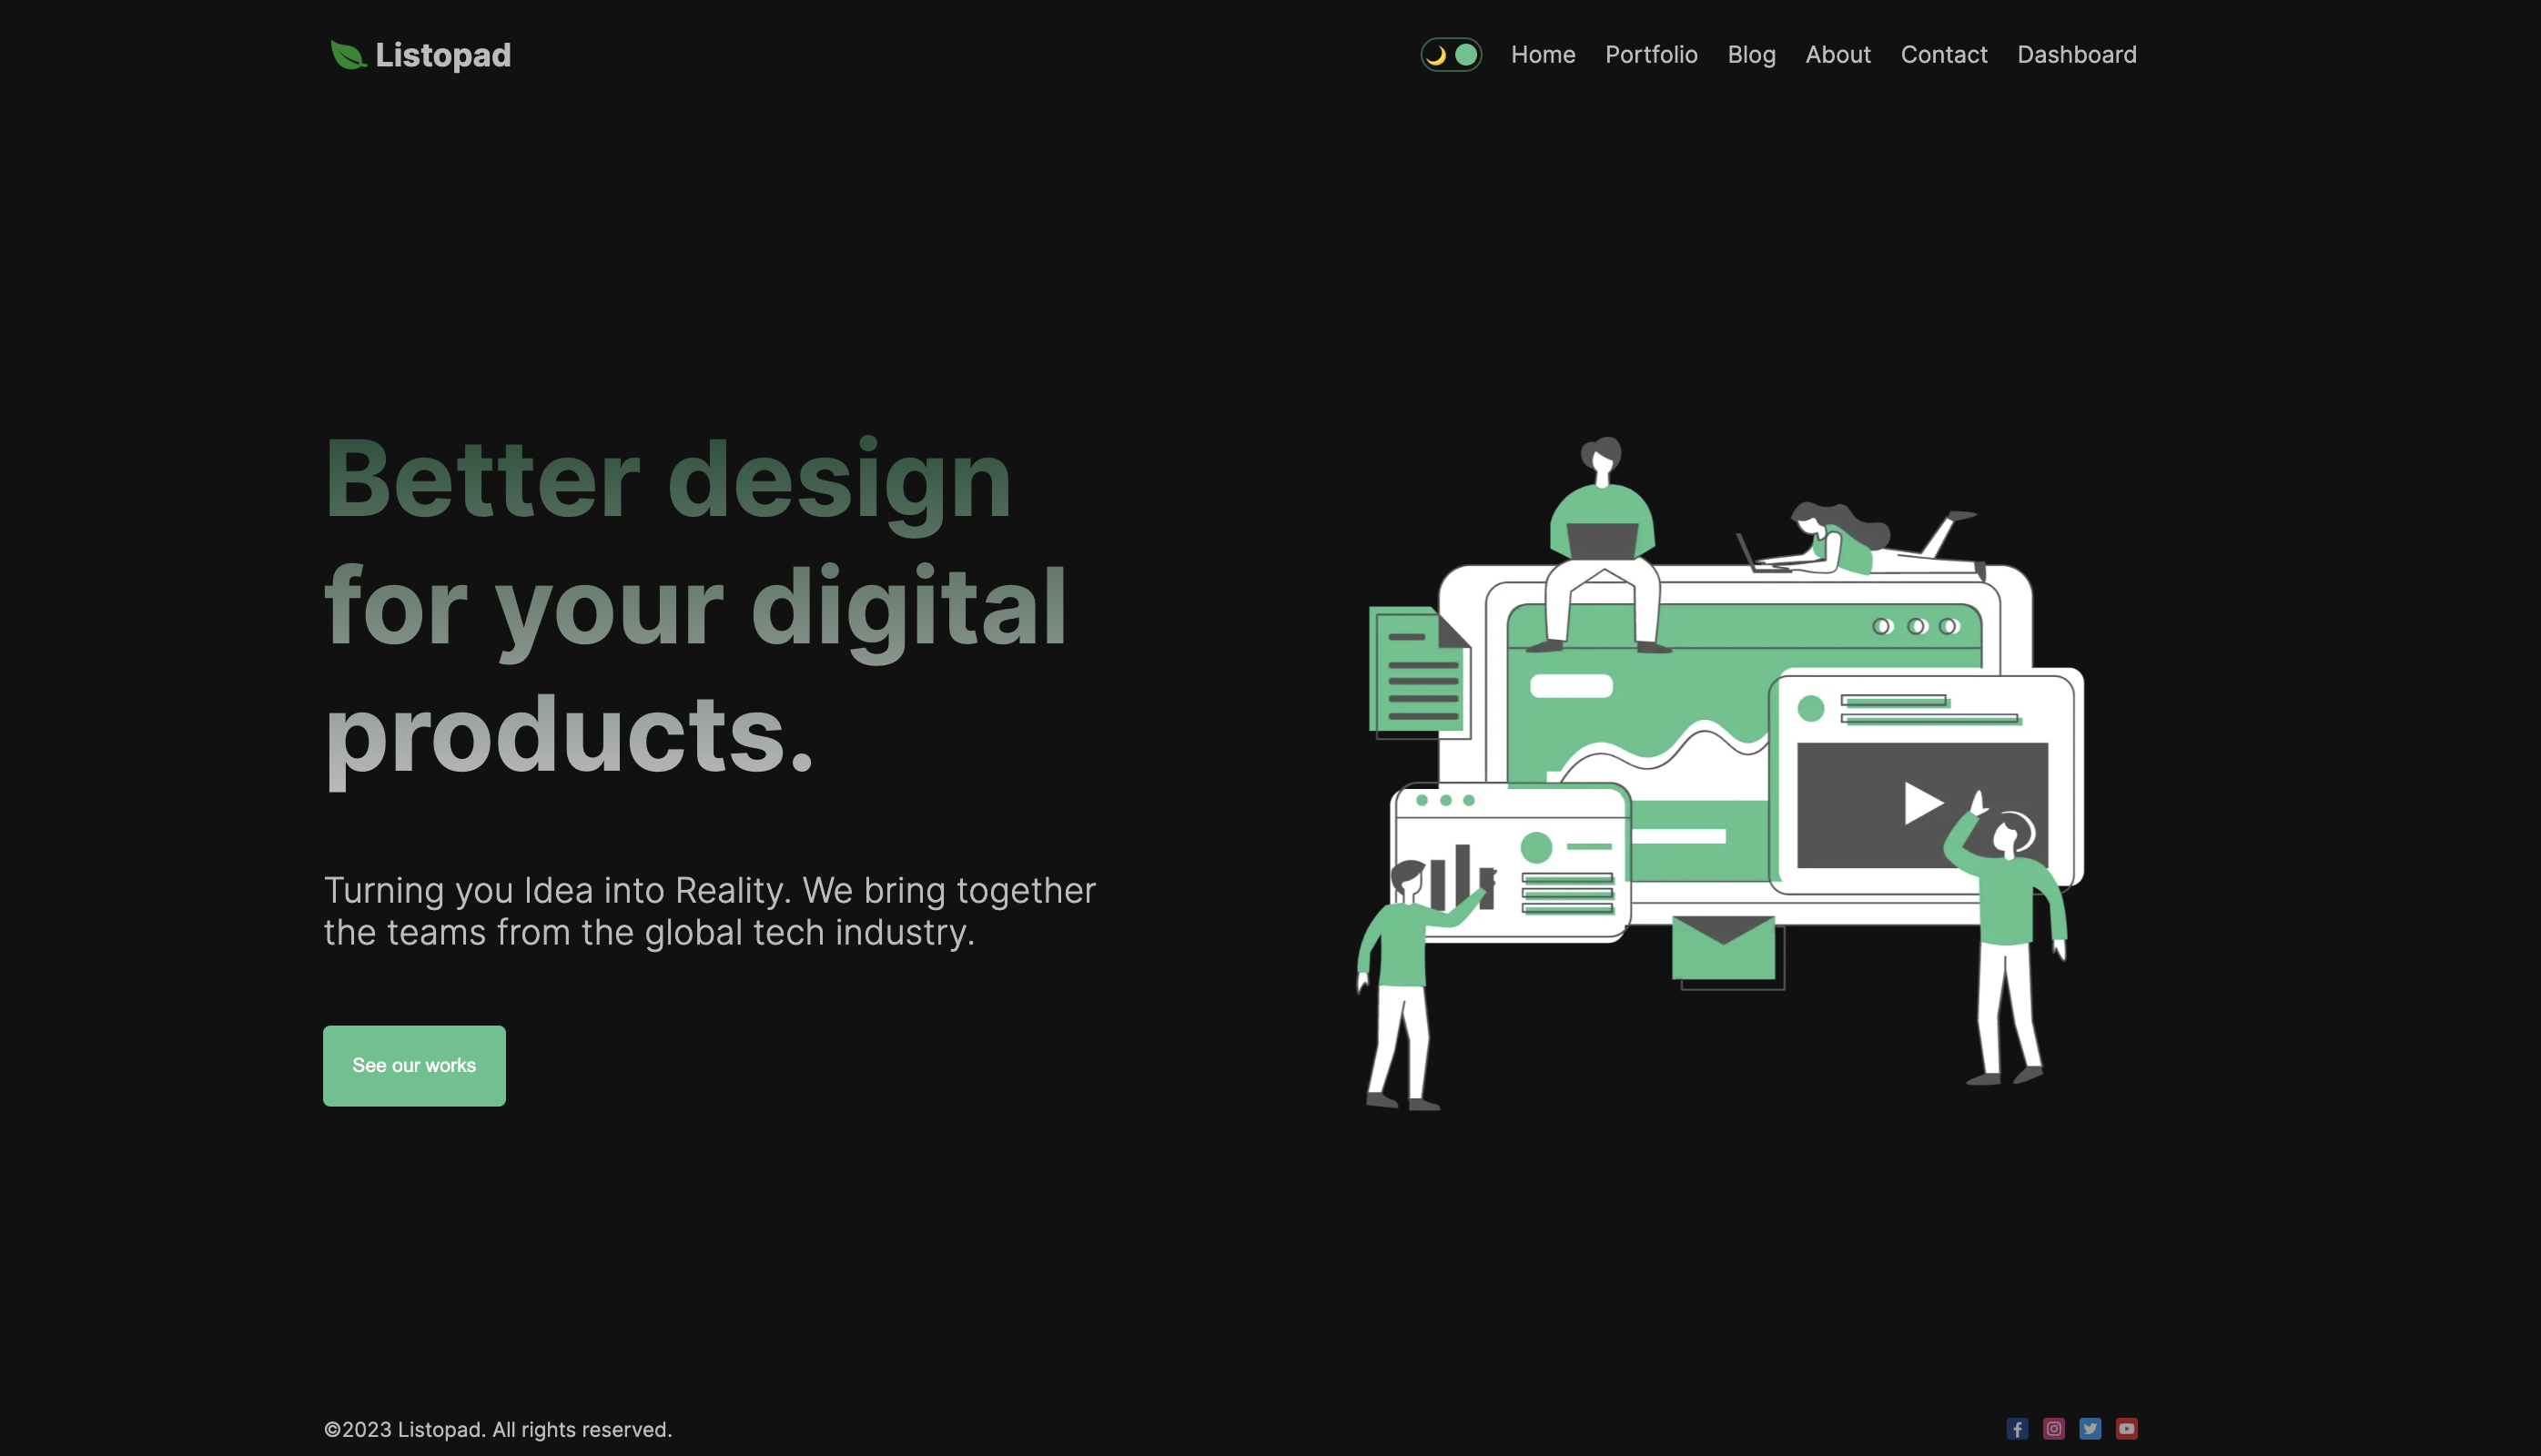 Listopad
Home Portfolio Blog About Contact Dashboard
Better design
for your digital
products.
Turning you Idea into Reality. We bring together
the teams from the global tech industry.
See our works
©2023 Listopad. All rights reserved.